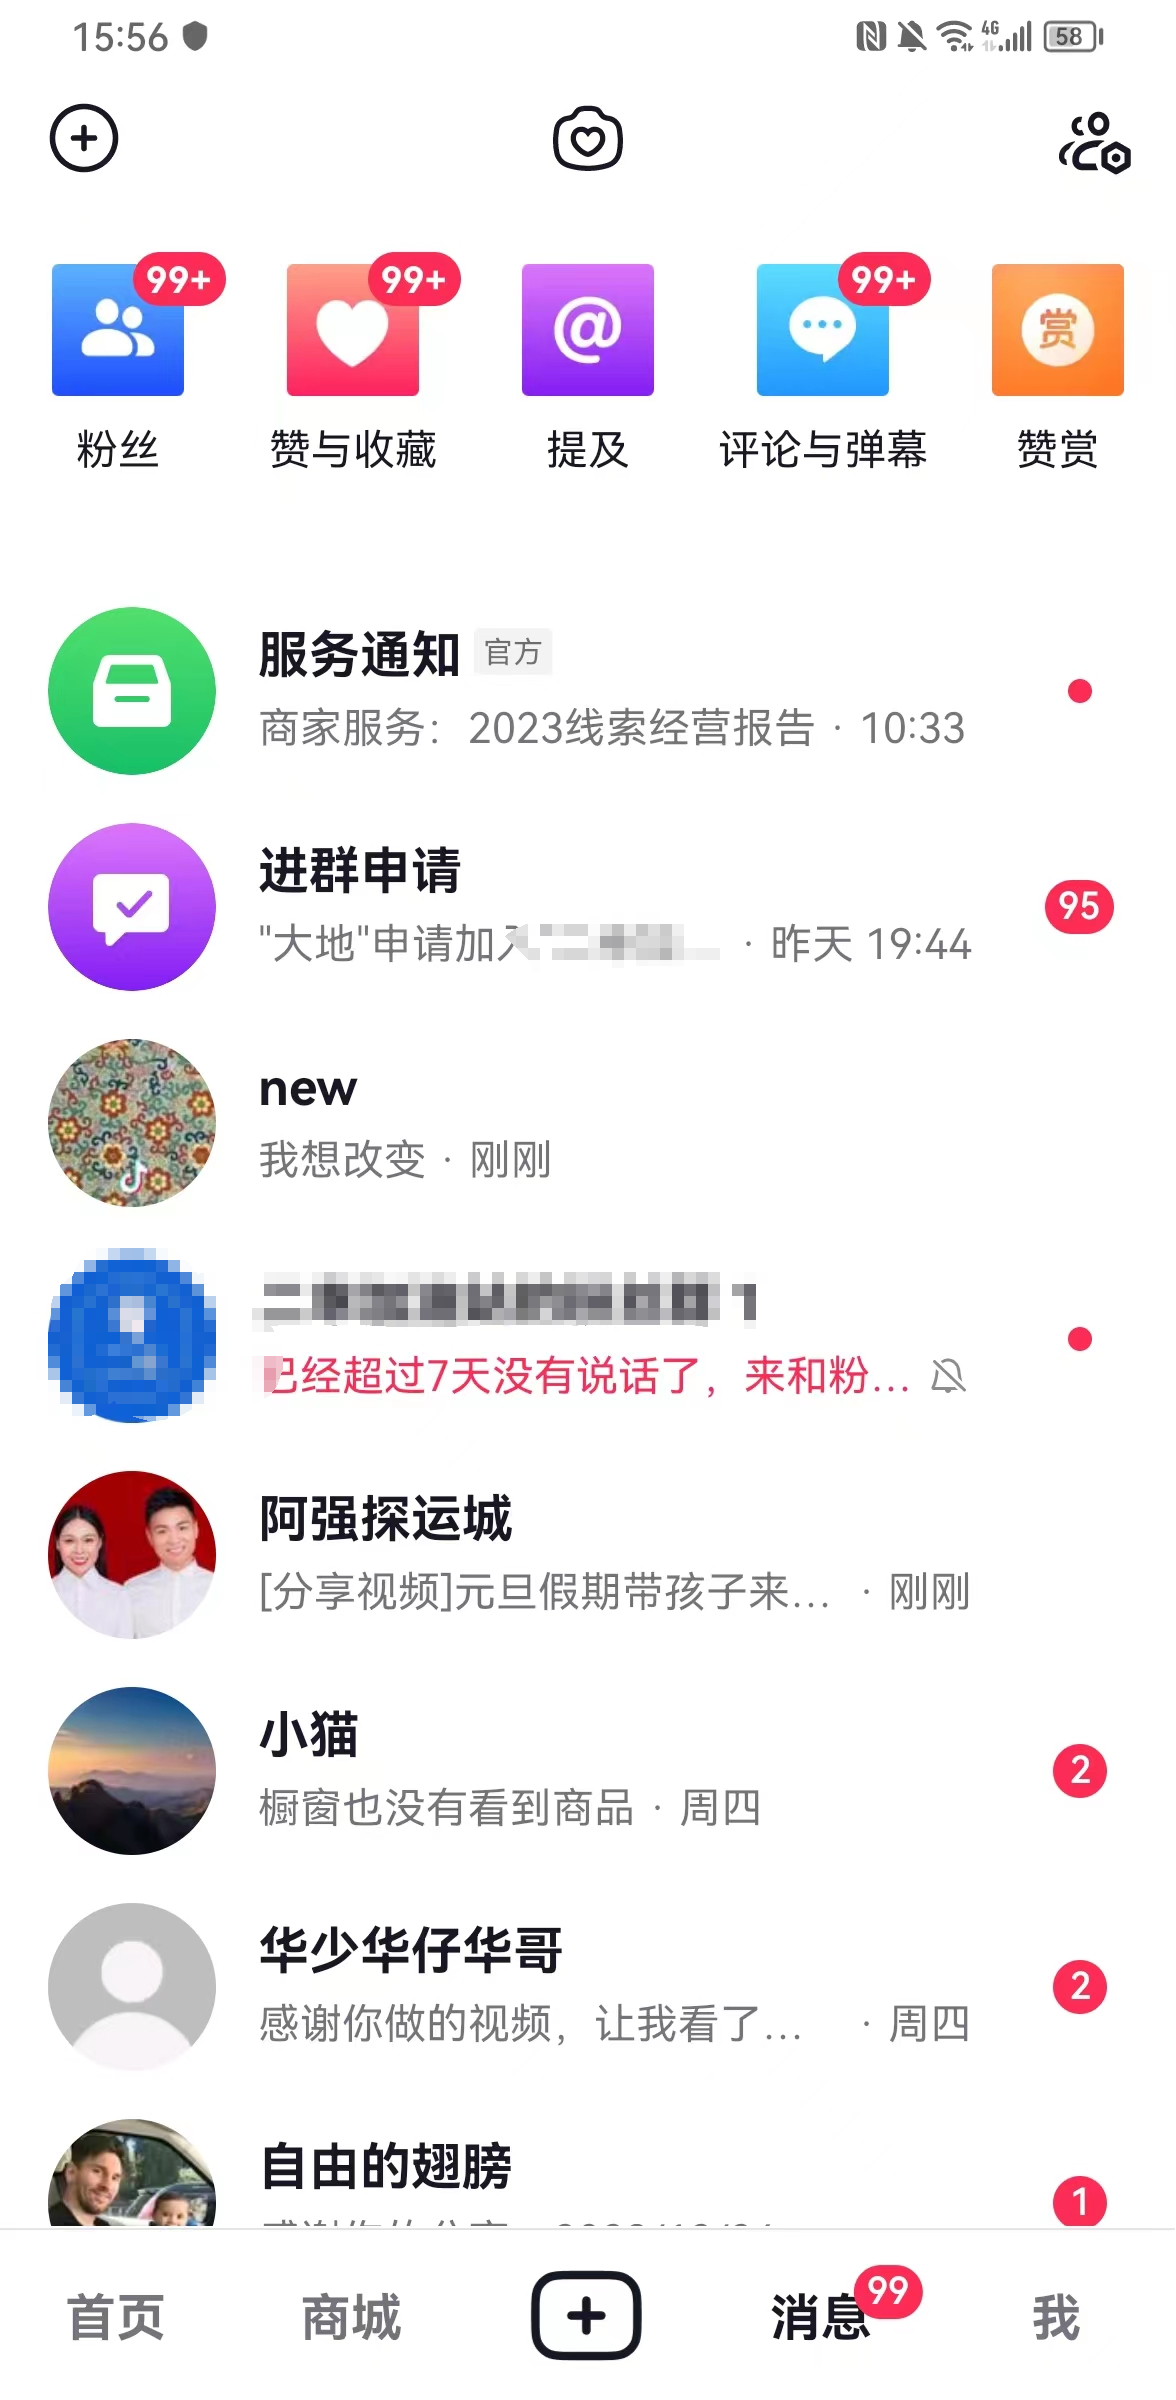 15:56
4G
58
99+
99+
99+
赏
粉丝
赞与收藏
提及
评论与弹幕
赞赏
服务通知 官方
商家服务：2023线索经营报告 · 10:33
进群申请
"大地"申请加入 · 昨天 19:44
95
new
我想改变 · 刚刚
1
已经超过7天没有说话了，来和粉...
阿强探运城
[分享视频]元旦假期带孩子来... · 刚刚
小猫
橱窗也没有看到商品 · 周四
2
华少华仔华哥
感谢你做的视频，让我看了... · 周四
2
自由的翅膀
1
首页
商城
消息
99
我